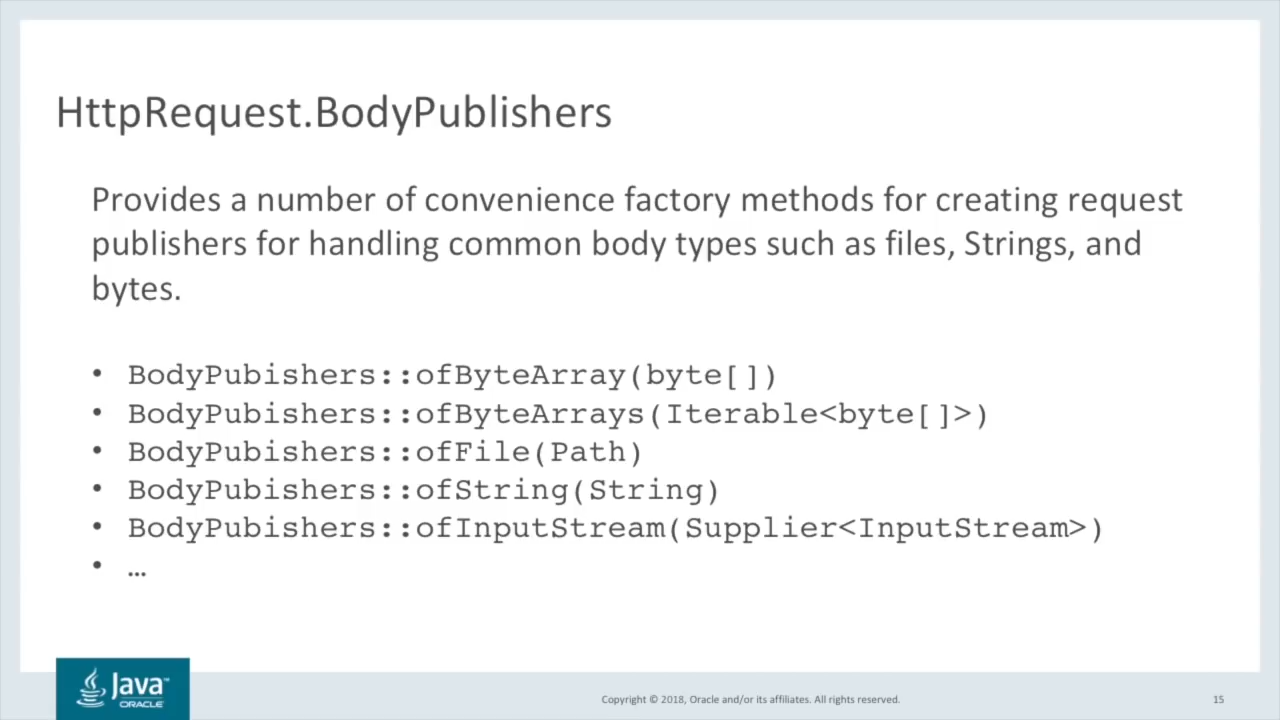 HttpRequest.BodyPublishers
Provides a number of convenience factory methods for creating request
publishers for handling common body types such as files, Strings, and
bytes.
• BodyPubishers::ofByteArray(byte[])
• BodyPubishers::ofByteArrays(Iterable<byte[]>)
• BodyPubishers::ofFile(Path)
• BodyPubishers::ofString(String)
• BodyPubishers::ofInputStream(Supplier<InputStream>)
• …
Java™
ORACLE
Copyright © 2018, Oracle and/or its affiliates. All rights reserved.
15